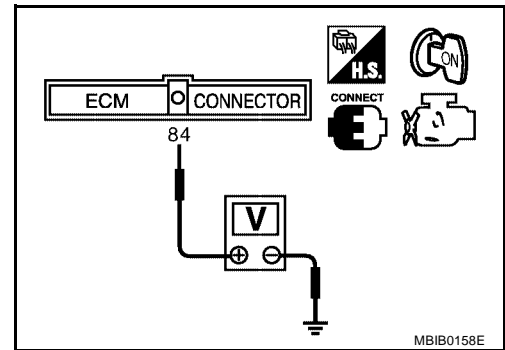 H.S.
ON
CONNECT
ECM CONNECTOR
84
V
+ −
MBIB0158E